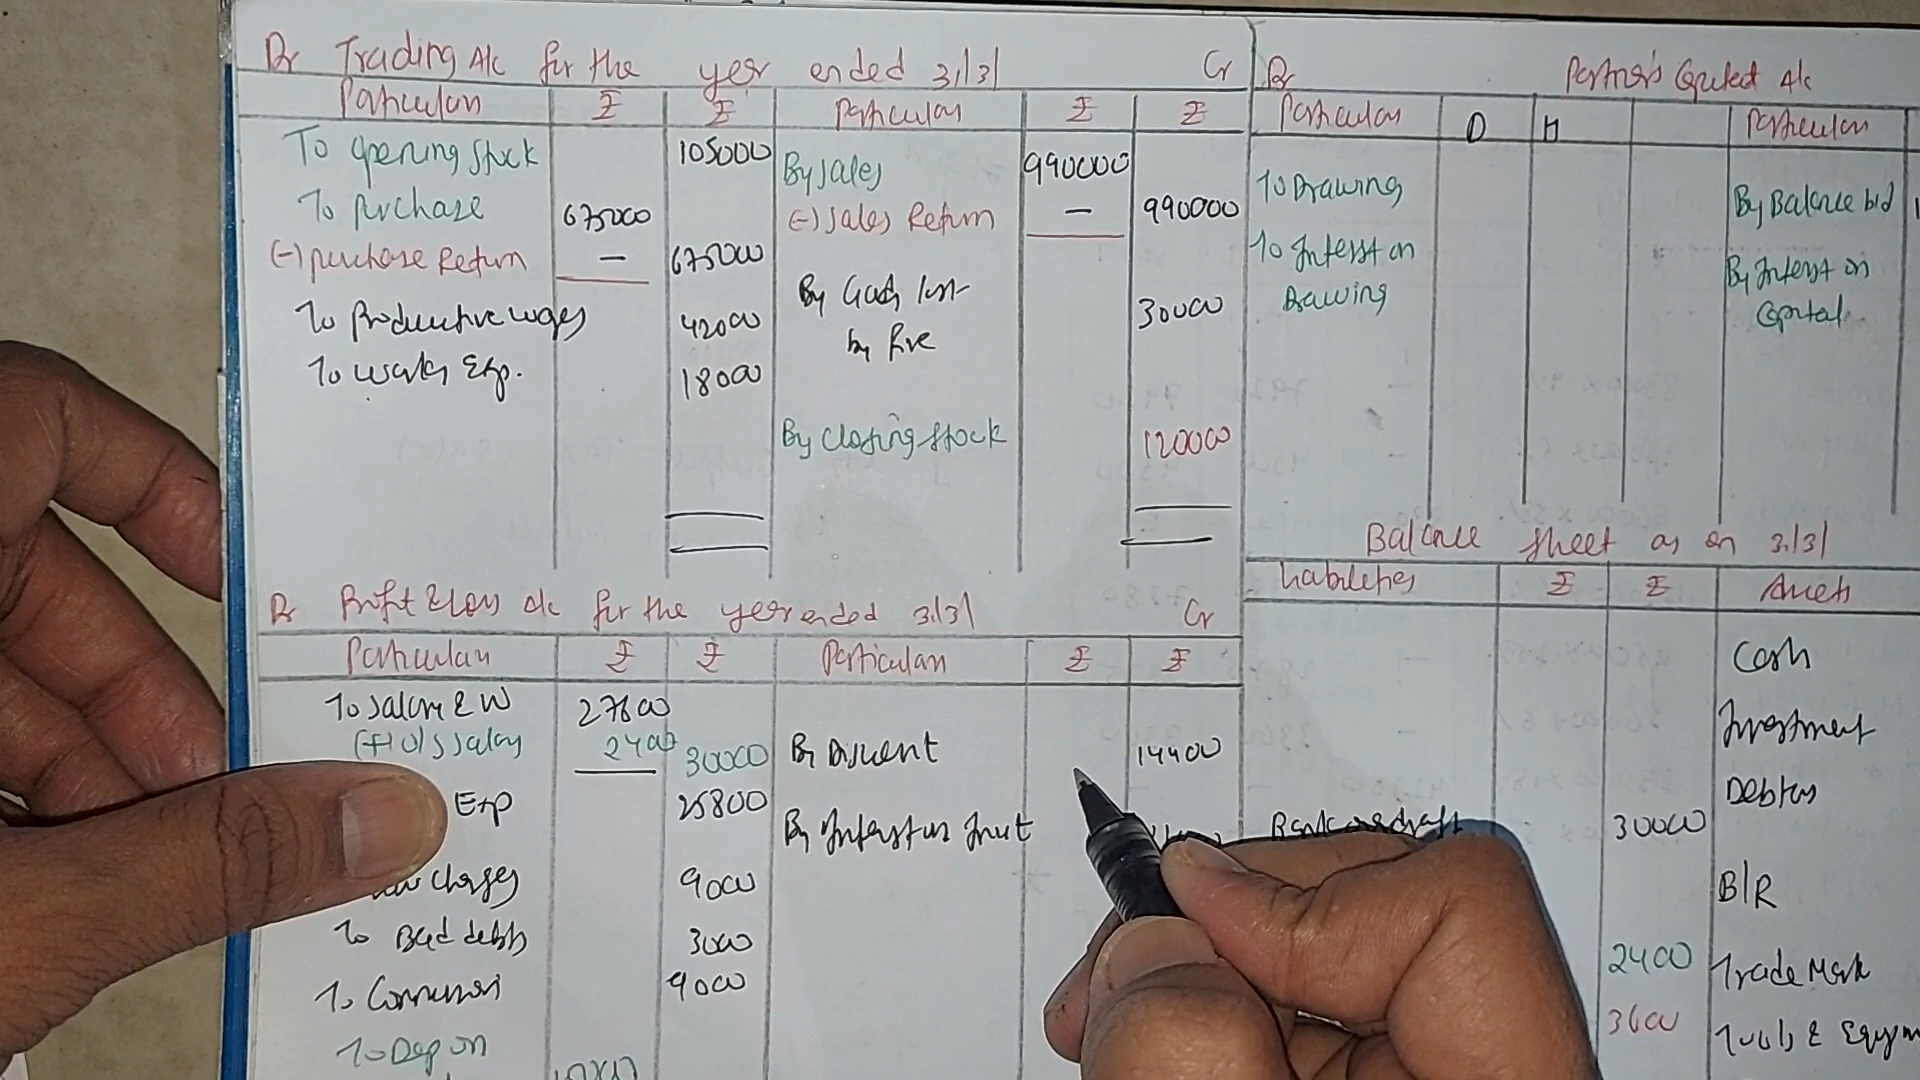 Dr Trading A/c for the year ended 31/3/ Cr
Particulars ₹ ₹ Particulars ₹ ₹
To opening stock 105000 By sales 990000
To purchase 675000 (-) Sales Return — 990000
(-) purchase Return — 675000
To Productive wages 42000 By Goods lost by fire 30000
To works Exp. 18000
By Closing stock 120000
Dr Profit & Loss a/c for the year ended 31/3/ Cr
Particulars ₹ ₹ Particulars ₹ ₹
To salary & W 27600
(+) O/s salary 2400 30000 By Discount 14400
Exp 25800 By Interest on Invt
charges 9000
To Bad debts 3000
To Commission 9000
To Dep on
Dr Partner's Capital A/c
Particulars D H Particulars
To Drawing By Balance b/d
To Interest on Drawing By Interest on Capital
Balance sheet as on 31/3/
Liabilities ₹ ₹ Assets
Cash
Investment
Debtors
Bank overdraft 30000
B/R
2400 Trade Mark
3600 Tools &